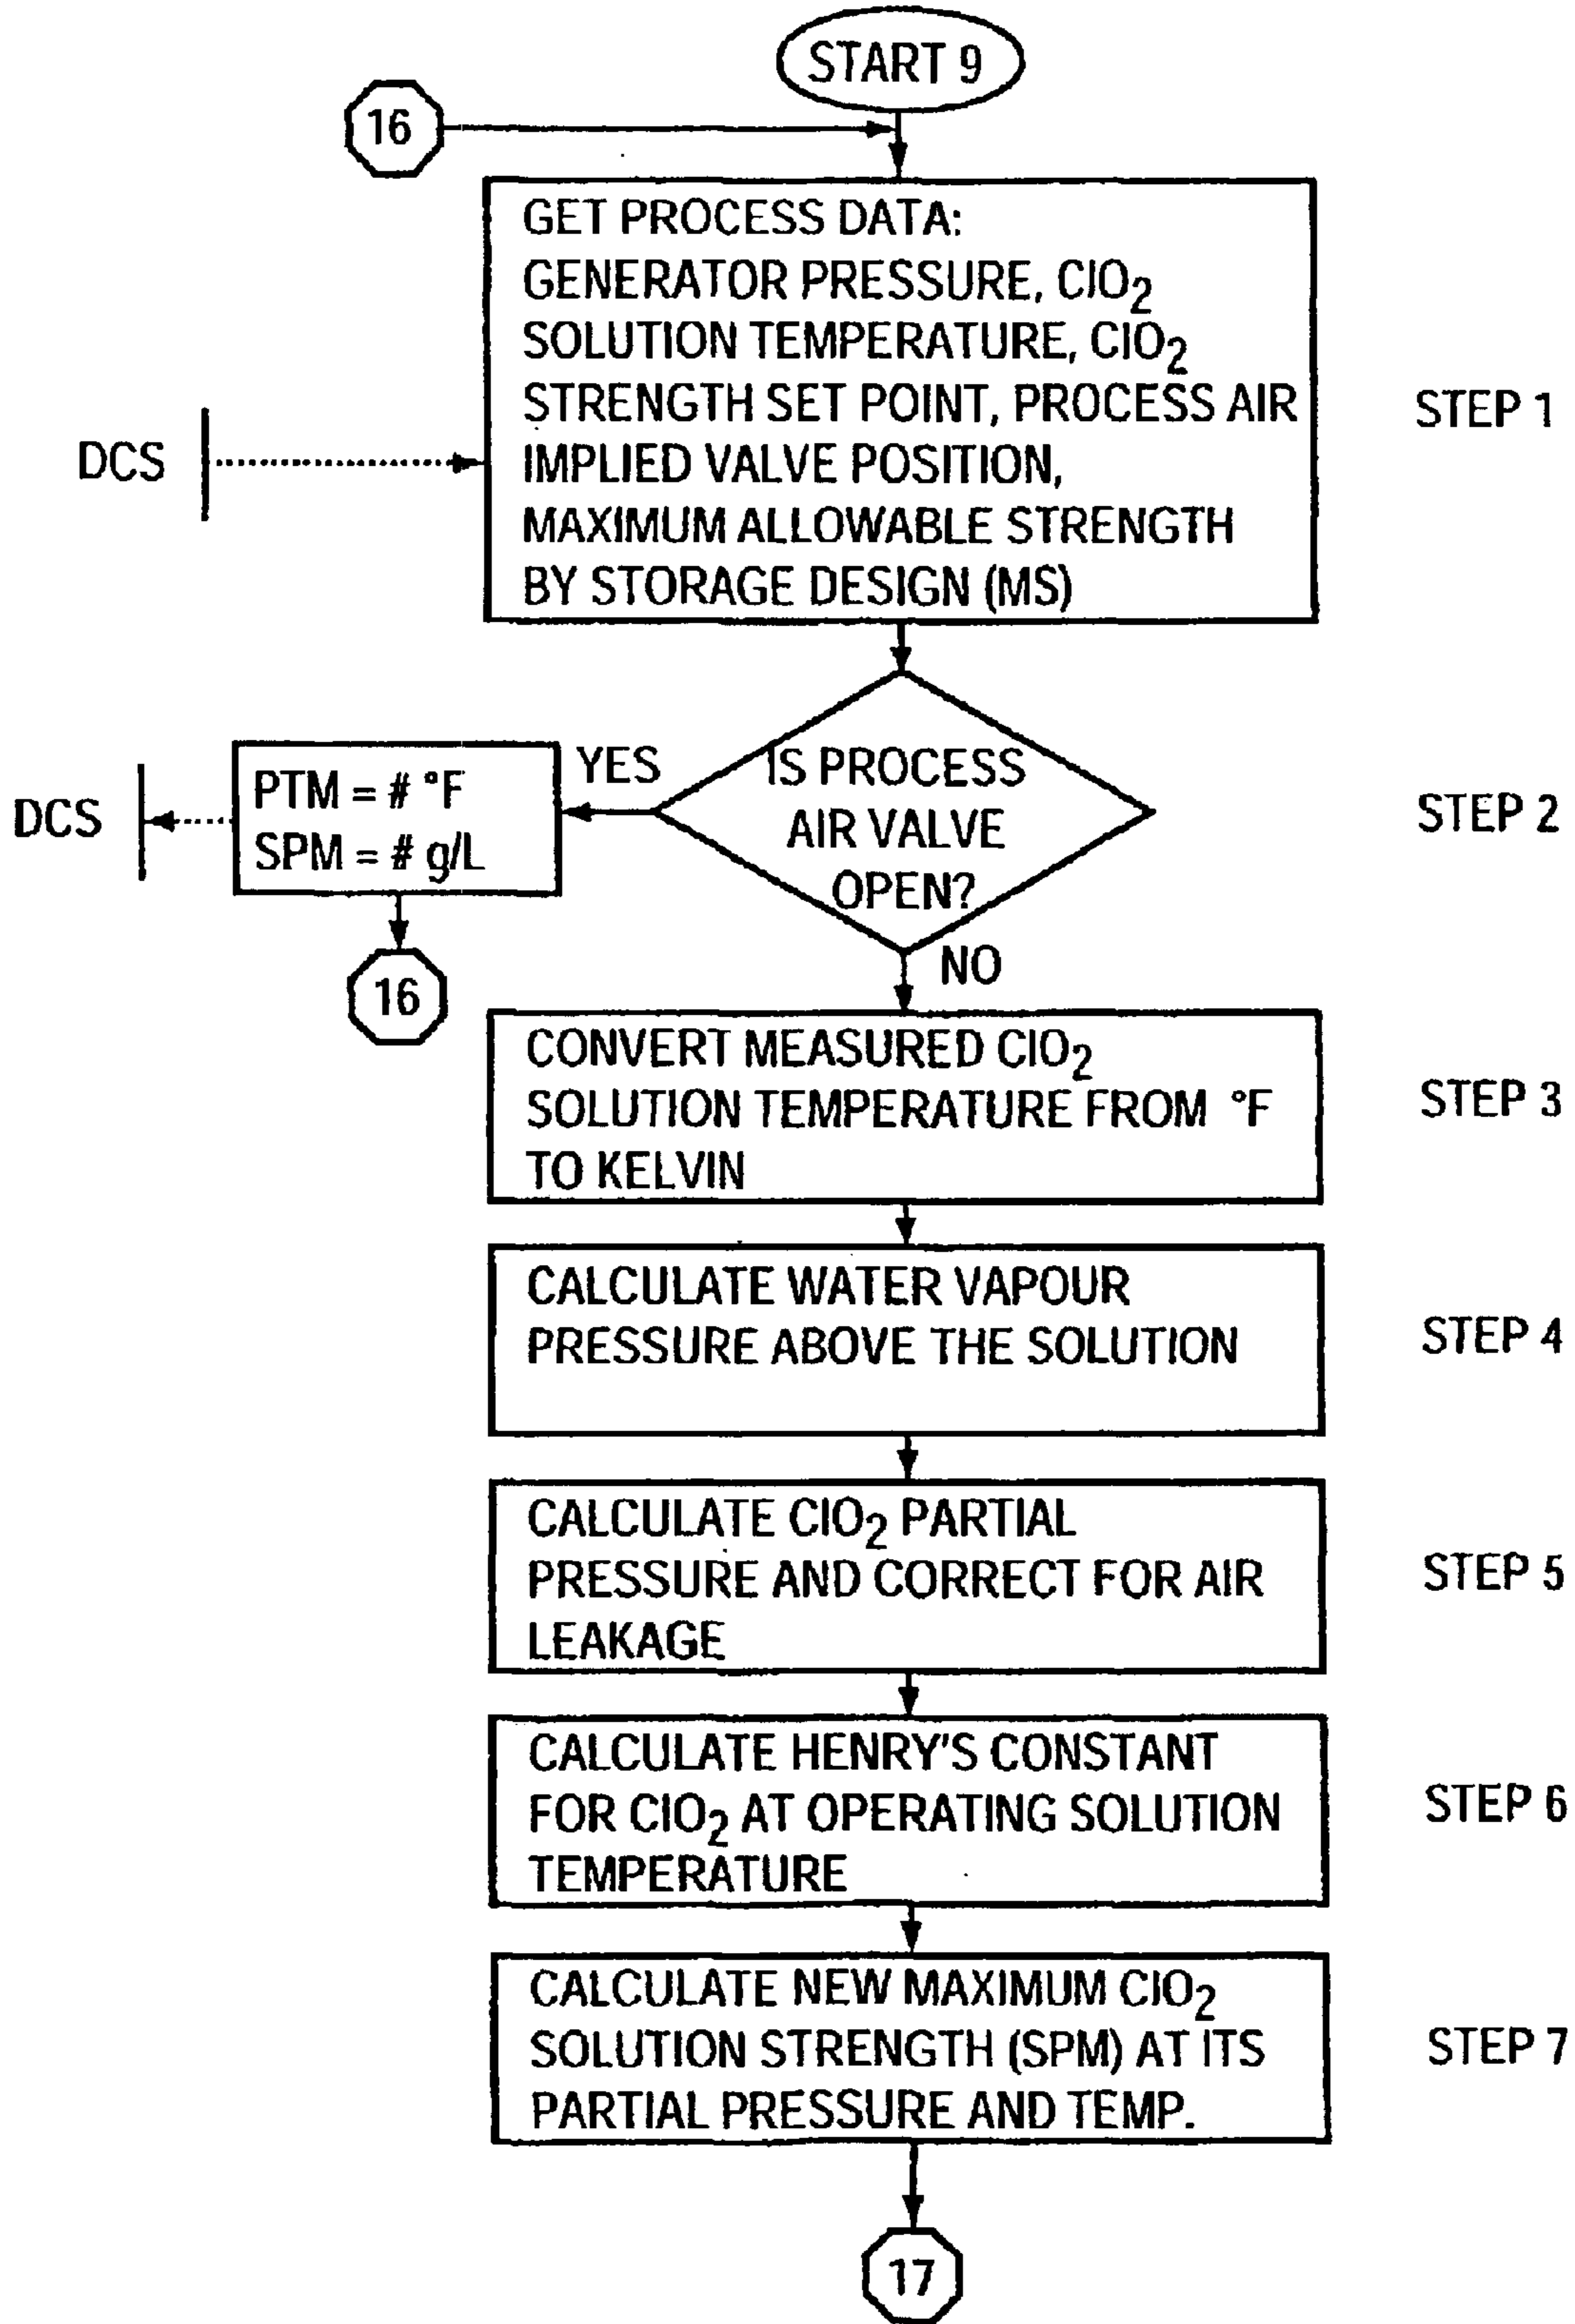 START 9
16
GET PROCESS DATA:
GENERATOR PRESSURE, ClO2
SOLUTION TEMPERATURE, ClO2
STRENGTH SET POINT, PROCESS AIR
IMPLIED VALVE POSITION,
MAXIMUM ALLOWABLE STRENGTH
BY STORAGE DESIGN (MS)
STEP 1
DCS
IS PROCESS
AIR VALVE
OPEN?
STEP 2
YES
PTM = # °F
SPM = # g/L
DCS
16
NO
CONVERT MEASURED ClO2
SOLUTION TEMPERATURE FROM °F
TO KELVIN
STEP 3
CALCULATE WATER VAPOUR
PRESSURE ABOVE THE SOLUTION
STEP 4
CALCULATE ClO2 PARTIAL
PRESSURE AND CORRECT FOR AIR
LEAKAGE
STEP 5
CALCULATE HENRY'S CONSTANT
FOR ClO2 AT OPERATING SOLUTION
TEMPERATURE
STEP 6
CALCULATE NEW MAXIMUM ClO2
SOLUTION STRENGTH (SPM) AT ITS
PARTIAL PRESSURE AND TEMP.
STEP 7
17